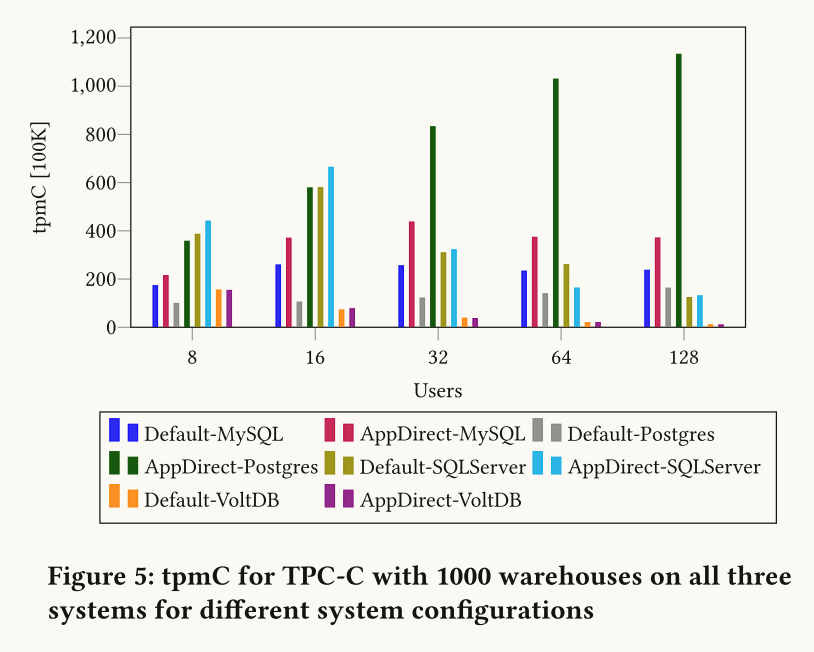 1,200
1,000
800
600
400
200
0
tpmC [100K]
8 16 32 64 128
Users
Default-MySQL AppDirect-MySQL Default-Postgres
AppDirect-Postgres Default-SQLServer AppDirect-SQLServer
Default-VoltDB AppDirect-VoltDB
Figure 5: tpmC for TPC-C with 1000 warehouses on all three
systems for different system configurations